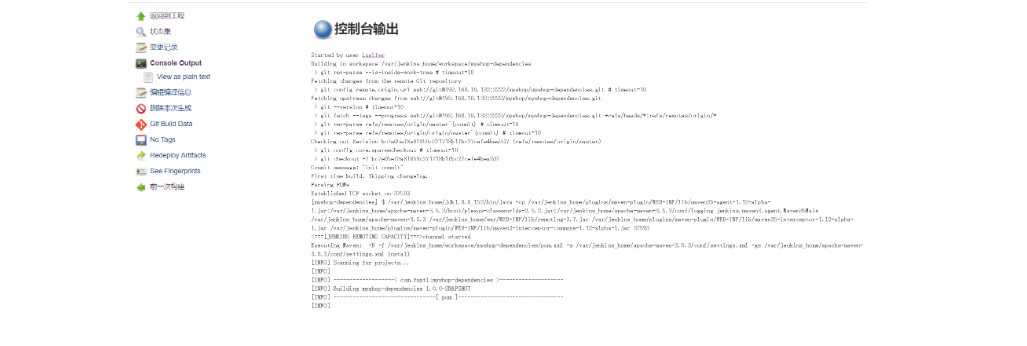 返回到工程
状态集
变更记录
Console Output
View as plain text
编辑编译信息
删除本次生成
Git Build Data
No Tags
Redeploy Artifacts
See Fingerprints
前一次构建
控制台输出
Started by user Lusifer
Building in workspace /var/jenkins_home/workspace/myshop-dependencies
> git rev-parse --is-inside-work-tree # timeout=10
Fetching changes from the remote Git repository
> git config remote.origin.url ssh://git@192.168.10.132:2222/myshop/myshop-dependencies.git # timeout=10
Fetching upstream changes from ssh://git@192.168.10.132:2222/myshop/myshop-dependencies.git
> git --version # timeout=10
> git fetch --tags --progress ssh://git@192.168.10.132:2222/myshop/myshop-dependencies.git +refs/heads/*:refs/remotes/origin/*
> git rev-parse refs/remotes/origin/master^{commit} # timeout=10
> git rev-parse refs/remotes/origin/origin/master^{commit} # timeout=10
Checking out Revision (refs/remotes/origin/master)
> git config core.sparsecheckout # timeout=10
> git checkout -f
Commit message: "init commit"
First time build. Skipping changelog.
Parsing POMs
Established TCP socket on 37593
[myshop-dependencies] $ /var/jenkins_home/jdk1.8.0_152/bin/java -cp /var/jenkins_home/plugins/maven-plugin/WEB-INF/lib/maven35-agent-1.12-alpha-
1.jar:/var/jenkins_home/apache-maven-3.5.3/boot/plexus-classworlds-2.5.2.jar:/var/jenkins_home/apache-maven-3.5.3/conf/logging jenkins.maven3.agent.Maven35Main
/var/jenkins_home/apache-maven-3.5.3 /var/jenkins_home/war/WEB-INF/lib/remoting-3.7.jar /var/jenkins_home/plugins/maven-plugin/WEB-INF/lib/maven35-interceptor-1.12-alpha-
1.jar /var/jenkins_home/plugins/maven-plugin/WEB-INF/lib/maven3-interceptor-commons-1.12-alpha-1.jar 37593
<===[JENKINS REMOTING CAPACITY]===>channel started
Executing Maven: -B -f /var/jenkins_home/workspace/myshop-dependencies/pom.xml -s /var/jenkins_home/apache-maven-3.5.3/conf/settings.xml -gs /var/jenkins_home/apache-maven-
3.5.3/conf/settings.xml install
[INFO] Scanning for projects...
[INFO]
[INFO] -------------------< com.funtl:myshop-dependencies >--------------------
[INFO] Building myshop-dependencies 1.0.0-SNAPSHOT
[INFO] --------------------------------[ pom ]---------------------------------
[INFO]